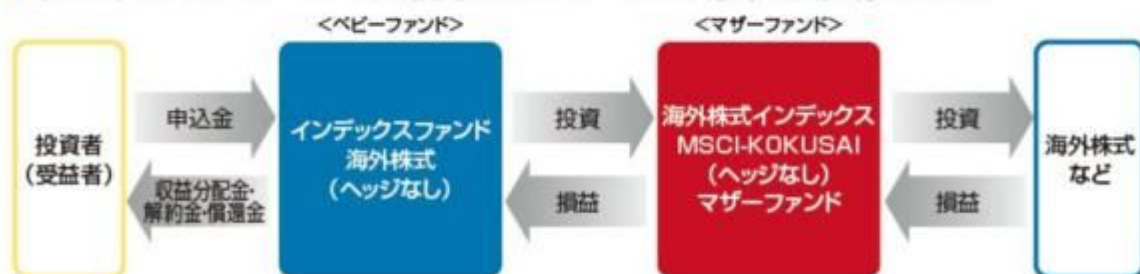 <ベビーファンド>
<マザーファンド>
投資者
(受益者)
申込金
収益分配金・
解約金・償還金
インデックスファンド
海外株式
(ヘッジなし)
投資
損益
海外株式インデックス
MSCI-KOKUSAI
(ヘッジなし)
マザーファンド
投資
損益
海外株式
など